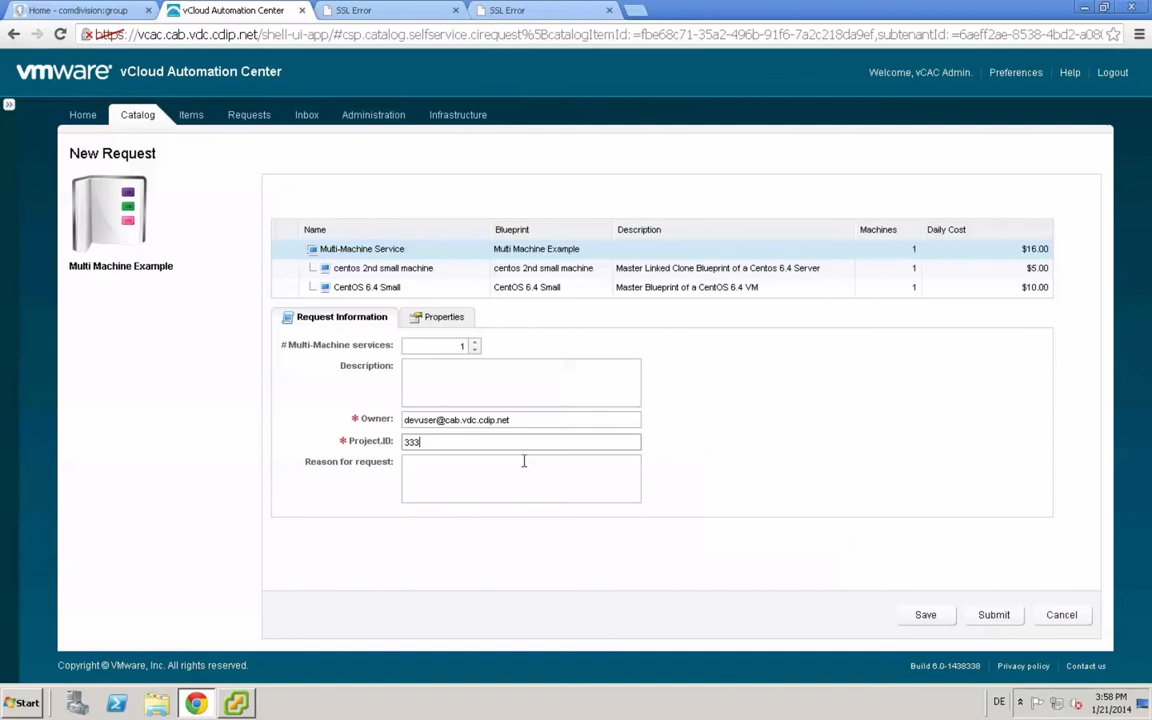 Home - comdivision:group
vCloud Automation Center
SSL Error
SSL Error
https://vcac.cab.vdc.cdip.net/shell-ui-app/#csp.catalog.selfservice.cirequest%5BcatalogItemId: =fbe68c71-35a2-496b-91f6-7a2c218da9ef,subtenantId: =6aeff2ae-8538-4bd2-a080
vmware vCloud Automation Center
Welcome, vCAC Admin. Preferences Help Logout
Home Catalog Items Requests Inbox Administration Infrastructure
New Request
Multi Machine Example
Name Blueprint Description Machines Daily Cost
Multi-Machine Service Multi Machine Example 1 $16.00
centos 2nd small machine centos 2nd small machine Master Linked Clone Blueprint of a Centos 6.4 Server 1 $5.00
CentOS 6.4 Small CentOS 6.4 Small Master Blueprint of a CentOS 6.4 VM 1 $10.00
Request Information Properties
# Multi-Machine services: 1
Description:
* Owner: devuser@cab.vdc.cdip.net
* Project.ID: 333
Reason for request:
Save Submit Cancel
Copyright © VMware, Inc. All rights reserved.
Build 6.0-1438338 Privacy policy Contact us
Start
DE
3:58 PM
1/21/2014